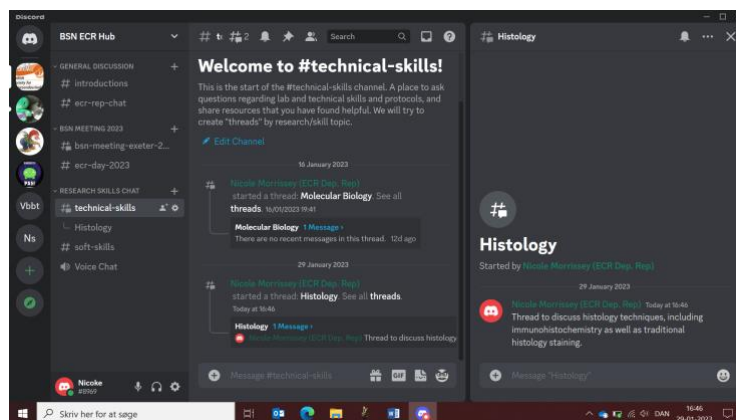 Discord
BSN ECR Hub
GENERAL DISCUSSION
introductions
ecr-rep-chat
BSN MEETING 2023
bsn-meeting-exeter-2...
ecr-day-2023
RESEARCH SKILLS CHAT
technical-skills
Histology
soft-skills
Voice Chat
Vbbt
Ns
Nicoke
#8969
2
Search
Welcome to #technical-skills!
This is the start of the #technical-skills channel. A place to ask
questions regarding lab and technical skills and protocols, and
share resources that you have found helpful. We will try to
create "threads" by research/skill topic.
Edit Channel
16 January 2023
Nicole Morrissey (ECR Dep. Rep)
started a thread: Molecular Biology. See all
threads. 16/01/2023 19:41
Molecular Biology 1 Message ›
There are no recent messages in this thread. 12d ago
29 January 2023
Nicole Morrissey (ECR Dep. Rep)
started a thread: Histology. See all threads.
Today at 16:46
Histology 1 Message ›
Nicole Morrissey (ECR Dep. Rep) Thread to discuss histology
Message #technical-skills
GIF
Histology
Histology
Started by Nicole Morrissey (ECR Dep. Rep)
29 January 2023
Nicole Morrissey (ECR Dep. Rep) Today at 16:46
Thread to discuss histology techniques, including
immunohistochemistry as well as traditional
histology staining.
Message "Histology"
Skriv her for at søge
DAN
16:46
29-01-2023